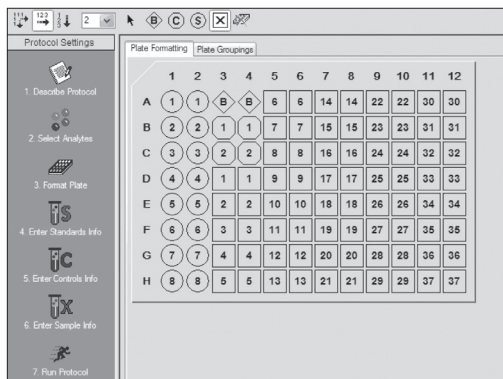 2 B C S X
Protocol Settings
Plate Formatting Plate Groupings
1. Describe Protocol
2. Select Analytes
3. Format Plate
4. Enter Standards Info
5. Enter Controls Info
6. Enter Sample Info
7. Run Protocol
1 2 3 4 5 6 7 8 9 10 11 12
A 1 1 B B 6 6 14 14 22 22 30 30
B 2 2 1 1 7 7 15 15 23 23 31 31
C 3 3 2 2 8 8 16 16 24 24 32 32
D 4 4 1 1 9 9 17 17 25 25 33 33
E 5 5 2 2 10 10 18 18 26 26 34 34
F 6 6 3 3 11 11 19 19 27 27 35 35
G 7 7 4 4 12 12 20 20 28 28 36 36
H 8 8 5 5 13 13 21 21 29 29 37 37